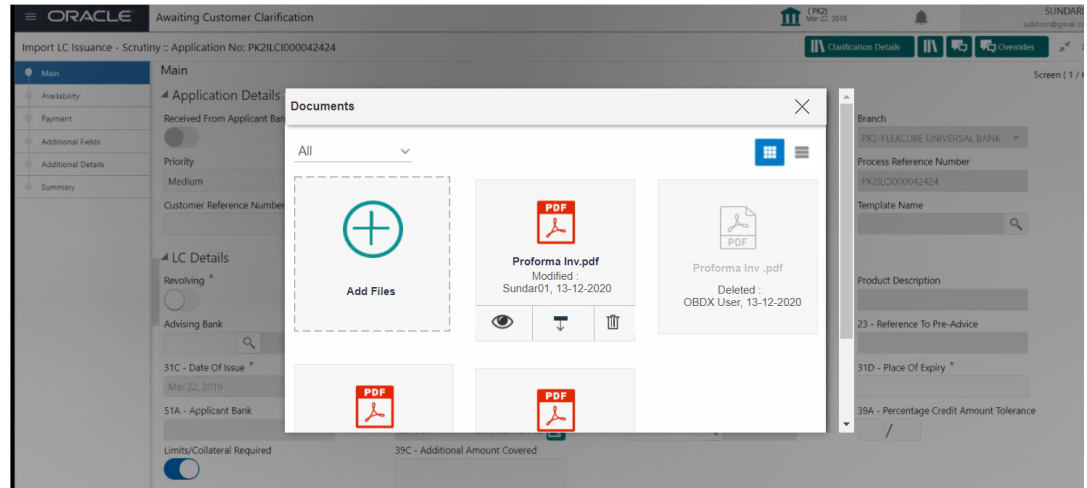 ORACLE
Awaiting Customer Clarification
( PK2)
Mar 22, 2019
SUNDAR
subham@gmail.c
Import LC Issuance - Scrutiny :: Application No: PK2ILCI000042424
Clarification Details
Overrides
Main
Availability
Payment
Additional Fields
Additional Details
Summary
Main
Screen ( 1 / 6
Application Details
Received From Applicant Ban
Priority
Medium
Customer Reference Number
LC Details
Revolving *
Advising Bank
31C - Date Of Issue *
Mar 22, 2019
51A - Applicant Bank
Limits/Collateral Required
39C - Additional Amount Covered
Documents
All
Add Files
PDF
Proforma Inv.pdf
Modified :
Sundar01, 13-12-2020
PDF
Proforma Inv .pdf
Deleted :
OBDX User, 13-12-2020
PDF
PDF
Branch
PK2-FLEXCUBE UNIVERSAL BANK
Process Reference Number
PK2ILCI000042424
Template Name
Product Description
23 - Reference To Pre-Advice
31D - Place Of Expiry *
39A - Percentage Credit Amount Tolerance
/